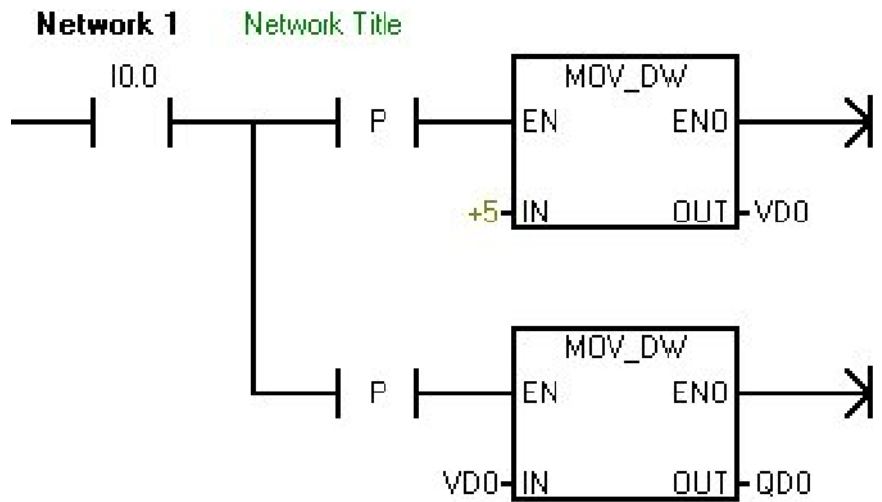 Network 1 Network Title
I0.0
P
MOV_DW
EN ENO
+5 IN OUT VD0
P
MOV_DW
EN ENO
VD0 IN OUT QD0